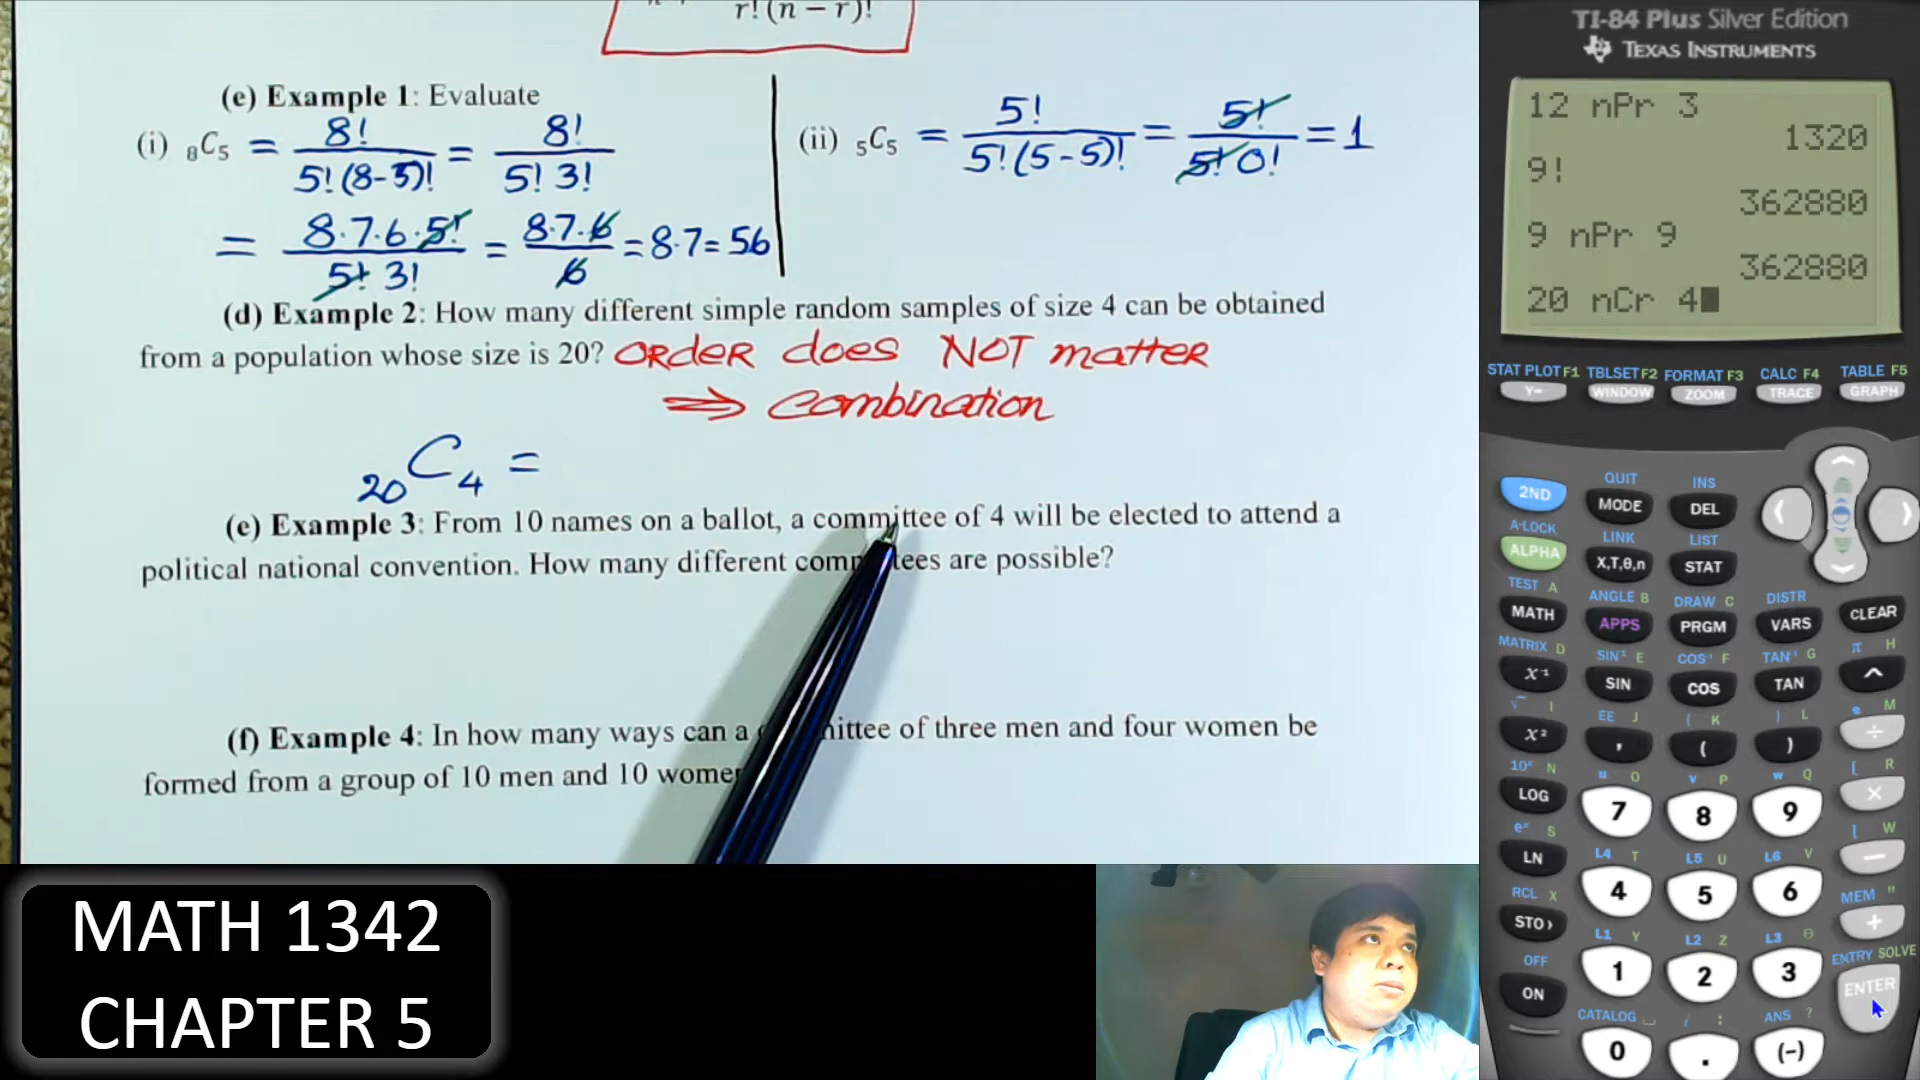 r!(n − r)!
(e) Example 1: Evaluate
(i) ₈C₅ = 8! / 5!(8-5)! = 8! / 5! 3!
= 8·7·6·5! / 5! 3! = 8·7·6 / 6 = 8·7 = 56
(ii) ₅C₅ = 5! / 5!(5-5)! = 5! / 5! 0! = 1
(d) Example 2: How many different simple random samples of size 4 can be obtained
from a population whose size is 20? ORDER does NOT matter
⇒ combination
₂₀C₄ =
(e) Example 3: From 10 names on a ballot, a committee of 4 will be elected to attend a
political national convention. How many different committees are possible?
(f) Example 4: In how many ways can a committee of three men and four women be
formed from a group of 10 men and 10 women
MATH 1342
CHAPTER 5
TI-84 Plus Silver Edition
TEXAS INSTRUMENTS
12 nPr 3
1320
9!
362880
9 nPr 9
362880
20 nCr 4
STAT PLOT F1 TBLSET F2 FORMAT F3 CALC F4 TABLE F5
Y= WINDOW ZOOM TRACE GRAPH
QUIT INS
2ND MODE DEL
A-LOCK LINK LIST
ALPHA X,T,θ,n STAT
TEST A ANGLE B DRAW C DISTR
MATH APPS PRGM VARS CLEAR
MATRIX D SIN⁻¹ E COS⁻¹ F TAN⁻¹ G π H
X⁻¹ SIN COS TAN ^
√ I EE J { K } L e M
X² , ( ) ÷
10ˣ N u O v P w Q [ R
LOG 7 8 9 ×
eˣ S L4 T L5 U L6 V ] W
LN 4 5 6 −
RCL X L1 Y L2 Z L3 θ MEM "
STO› 1 2 3 +
OFF CATALOG i : ANS ? ENTRY SOLVE
ON 0 . (−) ENTER